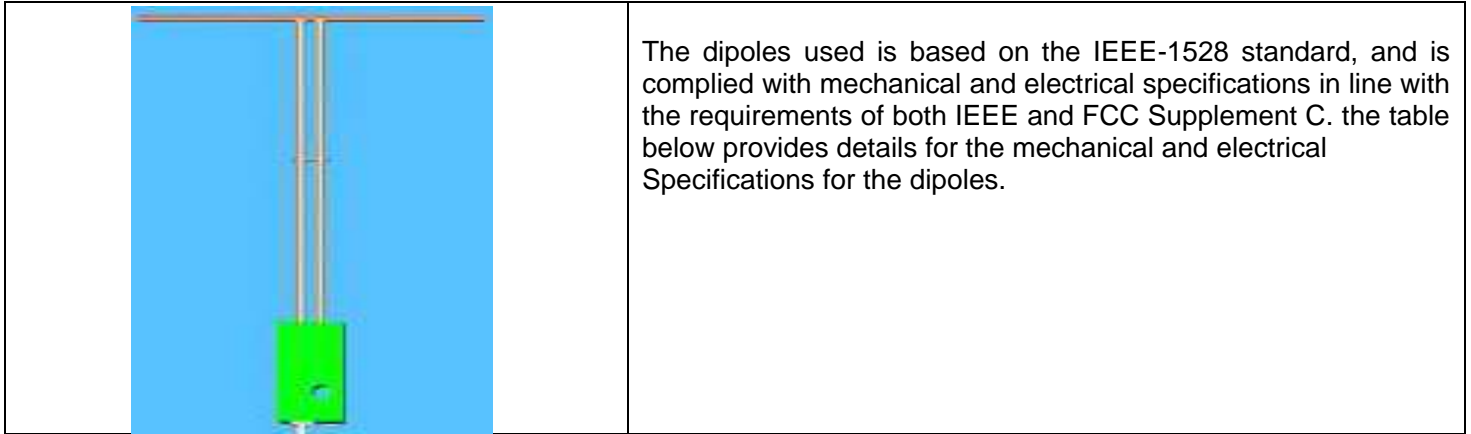 The dipoles used is based on the IEEE-1528 standard, and is
complied with mechanical and electrical specifications in line with
the requirements of both IEEE and FCC Supplement C. the table
below provides details for the mechanical and electrical
Specifications for the dipoles.